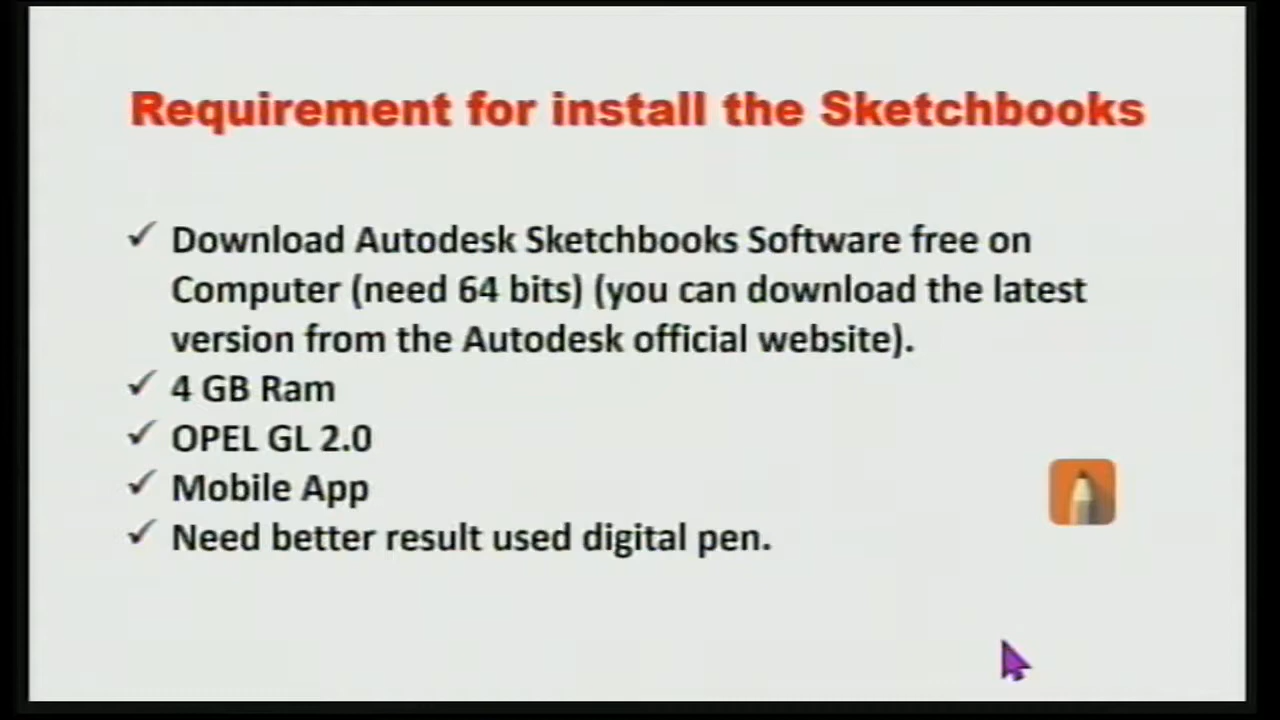 Requirement for install the Sketchbooks
Download Autodesk Sketchbooks Software free on
Computer (need 64 bits) (you can download the latest
version from the Autodesk official website).
4 GB Ram
OPEL GL 2.0
Mobile App
Need better result used digital pen.